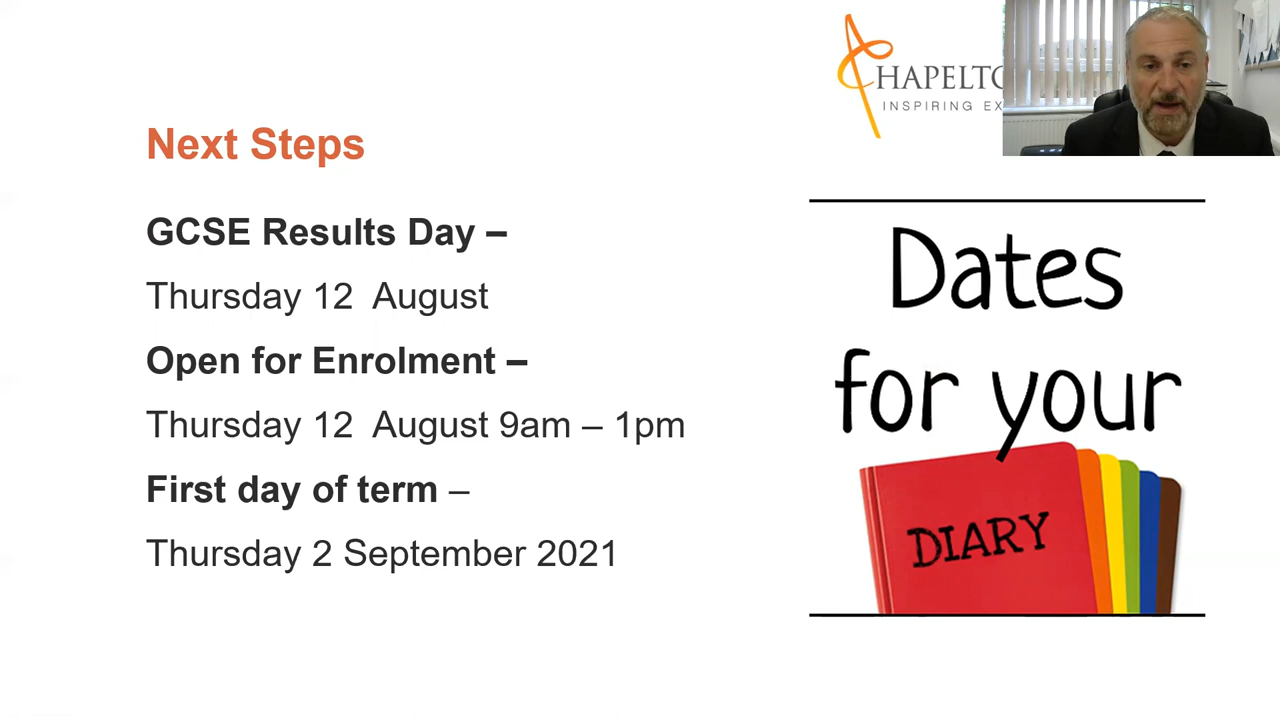 HAPELTO
INSPIRING EX
Next Steps
GCSE Results Day –
Thursday 12 August
Open for Enrolment –
Thursday 12 August 9am – 1pm
First day of term –
Thursday 2 September 2021
Dates
for your
DIARY